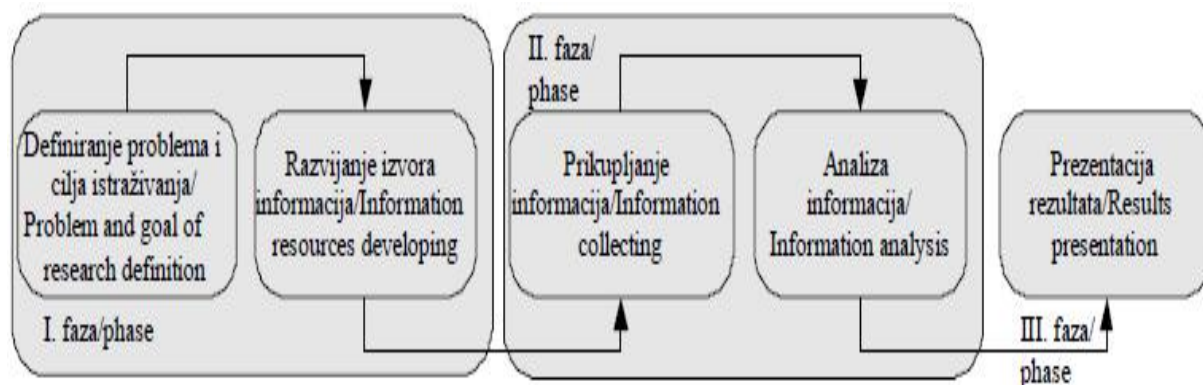 Definiranje problema i
cilja istraživanja/
Problem and goal of
research definition
I. faza/phase
Razvijanje izvora
informacija/Information
resources developing
II. faza/
phase
Prikupljanje
informacija/Information
collecting
Analiza
informacija/
Information analysis
Prezentacija
rezultata/Results
presentation
III. faza/
phase